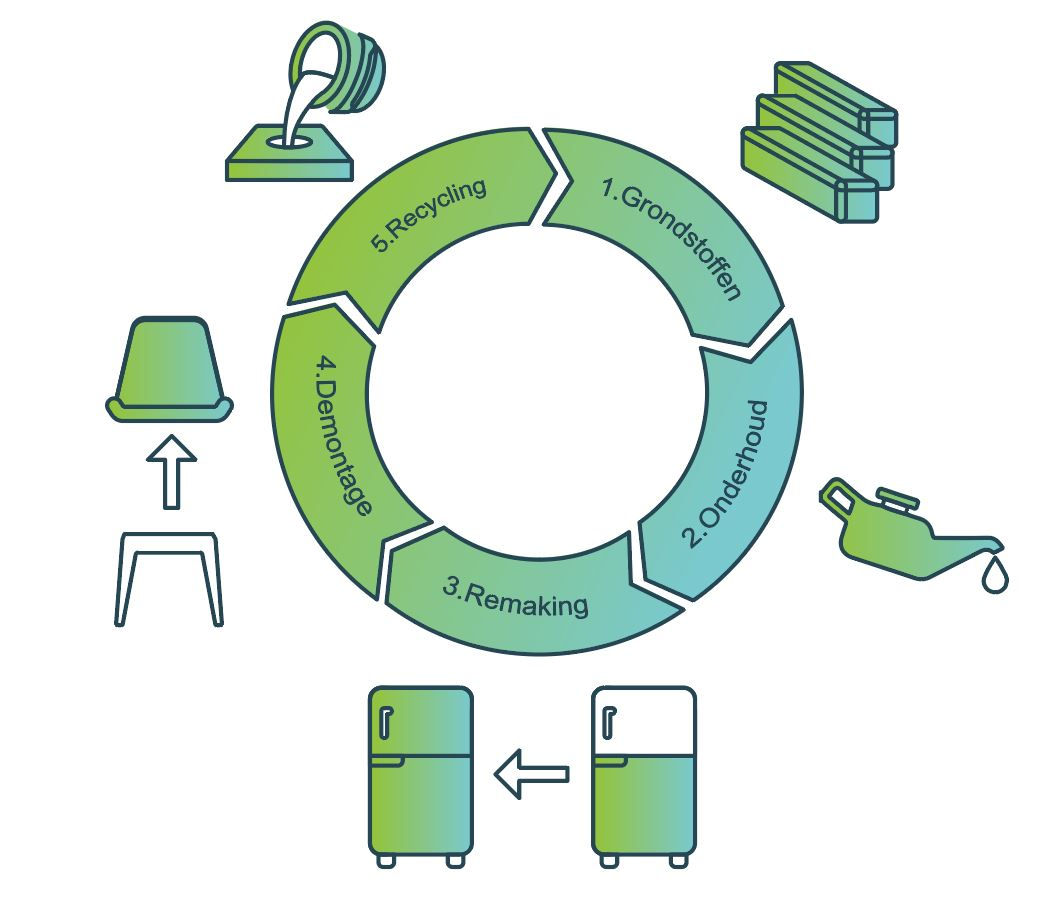 1.Grondstoffen
2.Onderhoud
3.Remaking
4.Demontage
5.Recycling